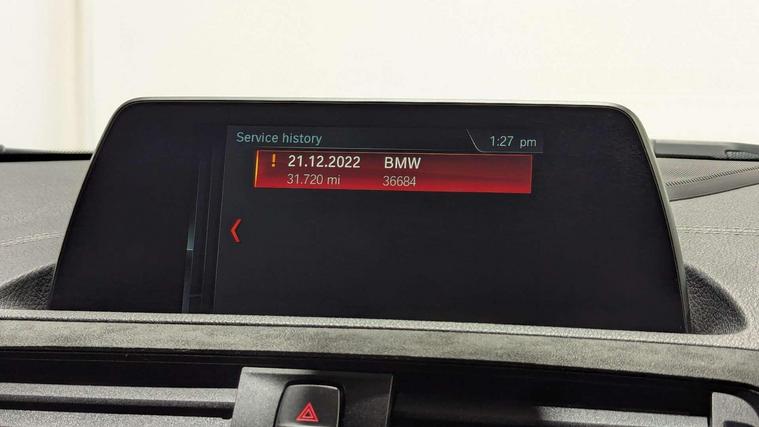 Service history 1:27 pm
! 21.12.2022 BMW
31.720 mi 36684